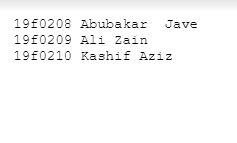 19f0208 Abubakar  Jave
19f0209 Ali Zain
19f0210 Kashif Aziz